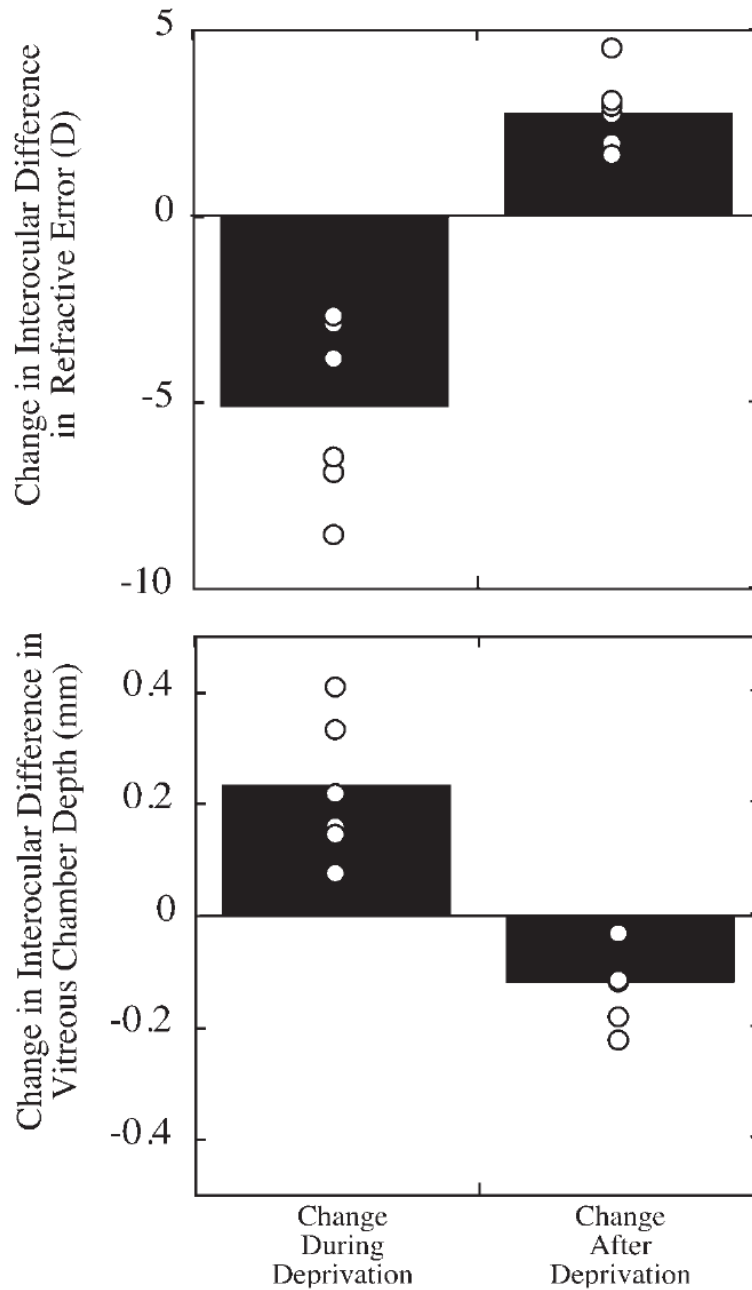 Change in Interocular Difference
in Refractive Error (D)
5
0
-5
-10
Change in Interocular Difference in
Vitreous Chamber Depth (mm)
0.4
0.2
0
-0.2
-0.4
Change
During
Deprivation
Change
After
Deprivation